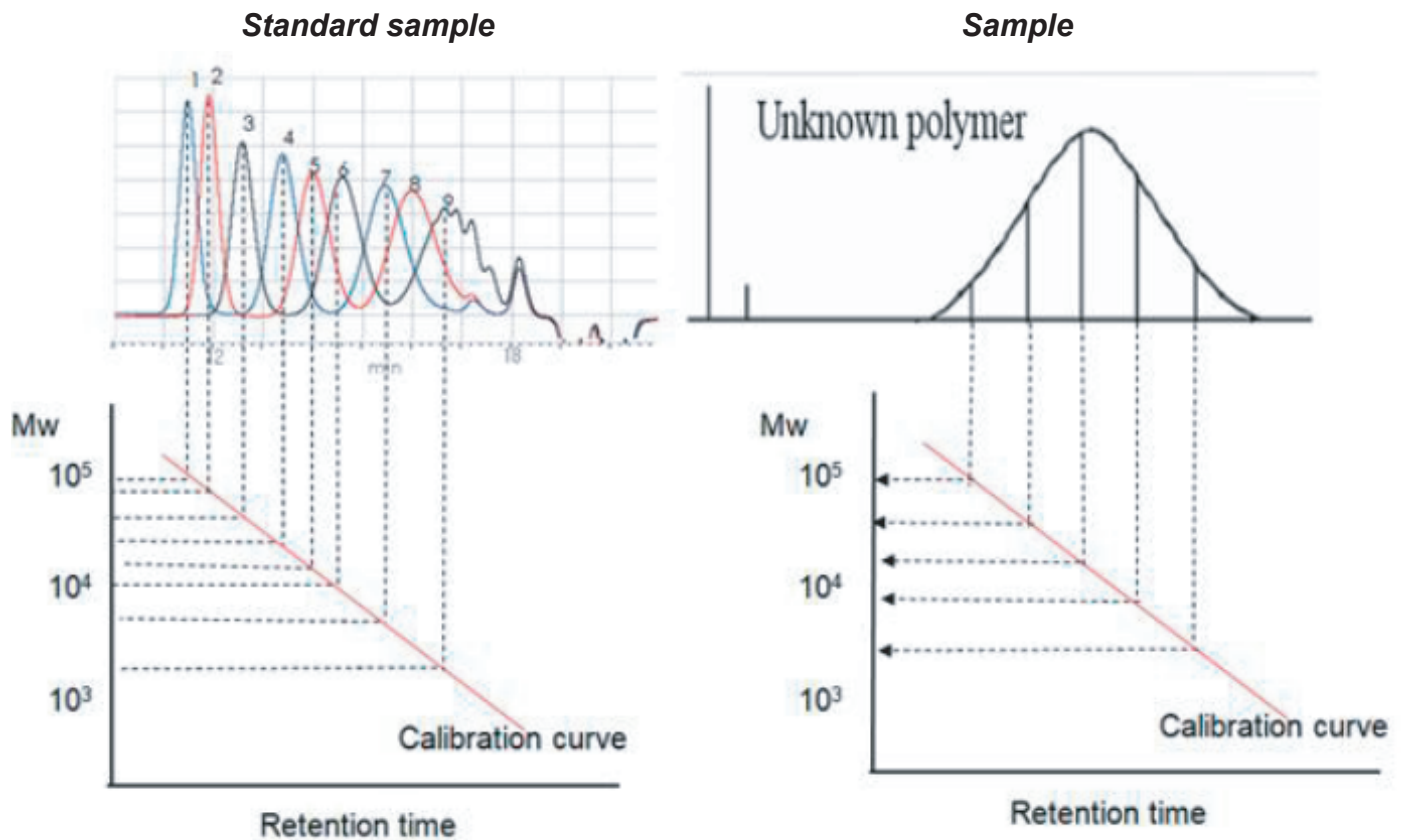 Standard sample
1 2 3 4 5 6 7 8 9
2 min 18
Mw
10⁵
10⁴
10³
Calibration curve
Retention time
Sample
Unknown polymer
Mw
10⁵
10⁴
10³
Calibration curve
Retention time